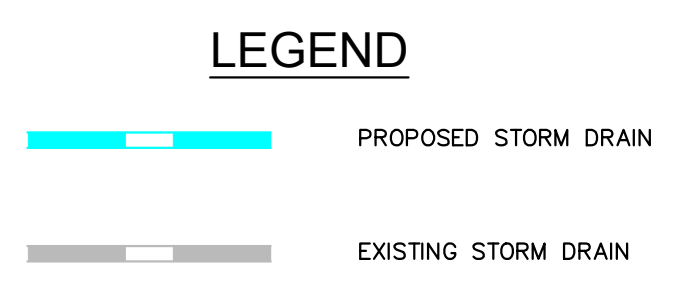 LEGEND
PROPOSED STORM DRAIN
EXISTING STORM DRAIN